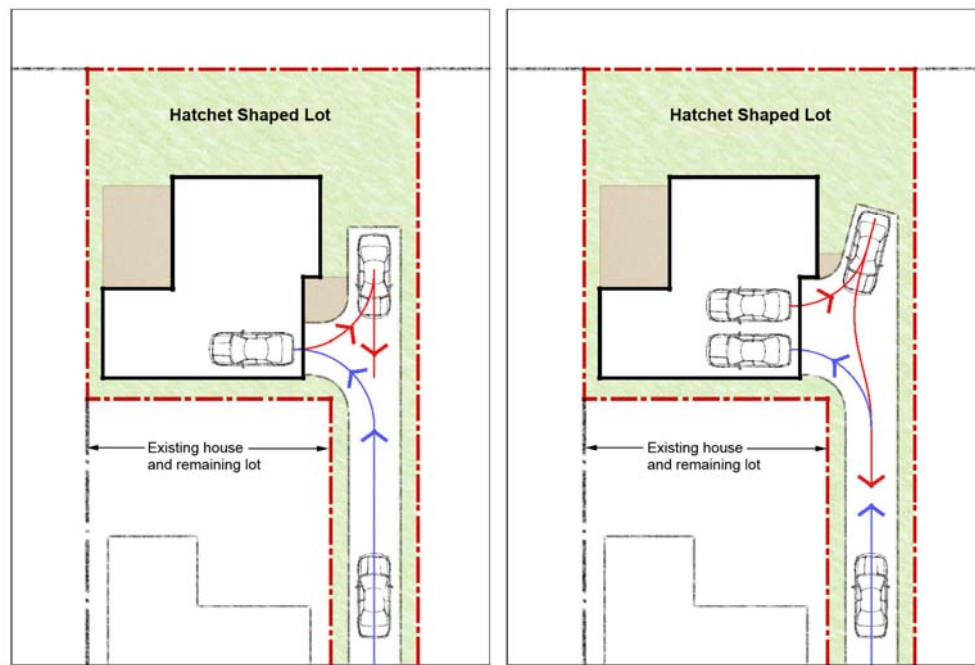 Hatchet Shaped Lot
Existing house
and remaining lot
Hatchet Shaped Lot
Existing house
and remaining lot